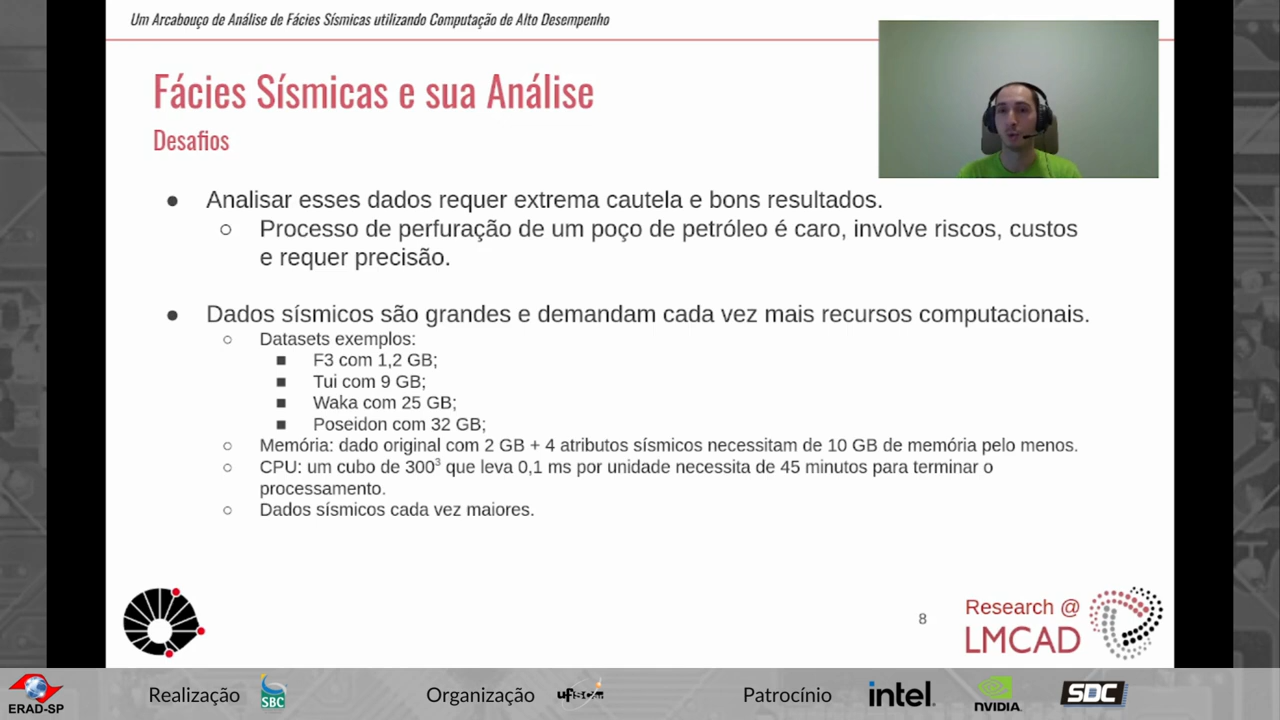 Um Arcabouço de Análise de Fácies Sísmicas utilizando Computação de Alto Desempenho
Fácies Sísmicas e sua Análise
Desafios
● Analisar esses dados requer extrema cautela e bons resultados.
○ Processo de perfuração de um poço de petróleo é caro, involve riscos, custos
e requer precisão.
● Dados sísmicos são grandes e demandam cada vez mais recursos computacionais.
○ Datasets exemplos:
■ F3 com 1,2 GB;
■ Tui com 9 GB;
■ Waka com 25 GB;
■ Poseidon com 32 GB;
○ Memória: dado original com 2 GB + 4 atributos sísmicos necessitam de 10 GB de memória pelo menos.
○ CPU: um cubo de 300³ que leva 0,1 ms por unidade necessita de 45 minutos para terminar o
processamento.
○ Dados sísmicos cada vez maiores.
8
Research @
LMCAD
ERAD-SP
Realização
SBC
Organização
ufscar
Patrocínio
intel.
NVIDIA.
SDC